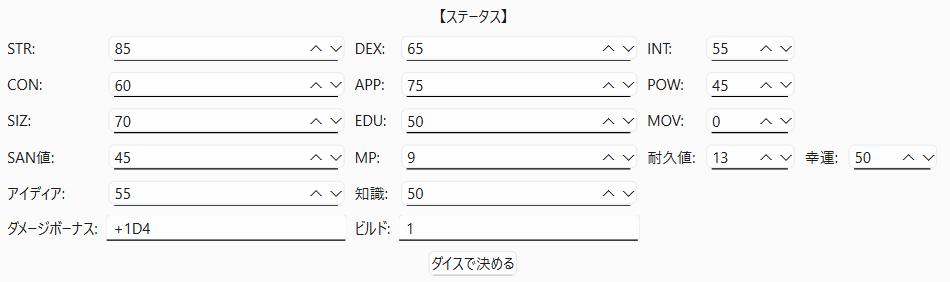 【ステータス】
STR: 85 DEX: 65 INT: 55
CON: 60 APP: 75 POW: 45
SIZ: 70 EDU: 50 MOV: 0
SAN値: 45 MP: 9 耐久値: 13 幸運: 50
アイディア: 55 知識: 50
ダメージボーナス: +1D4 ビルド: 1
ダイスで決める